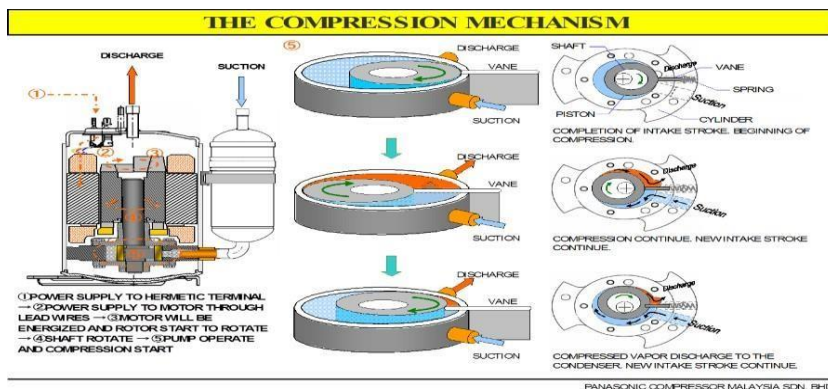 THE COMPRESSION MECHANISM
DISCHARGE
SUCTION
①
②
③
④
⑤
①POWER SUPPLY TO HERMETIC TERMINAL
→②POWER SUPPLY TO MOTOR THROUGH
LEAD WIRES →③MOTOR WILL BE
ENERGIZED AND ROTOR START TO ROTATE
→④SHAFT ROTATE →⑤PUMP OPERATE
AND COMPRESSION START
⑤
DISCHARGE
VANE
SUCTION
DISCHARGE
VANE
SUCTION
DISCHARGE
VANE
SUCTION
SHAFT
Discharge
VANE
SPRING
Suction
PISTON
CYLINDER
COMPLETION OF INTAKE STROKE. BEGINNING OF
COMPRESSION.
Discharge
Suction
COMPRESSION CONTINUE. NEW INTAKE STROKE
CONTINUE.
Discharge
Suction
COMPRESSED VAPOR DISCHARGE TO THE
CONDENSER. NEW INTAKE STROKE CONTINUE.
PANASONIC COMPRESSOR MALAYSIA SDN. BHD